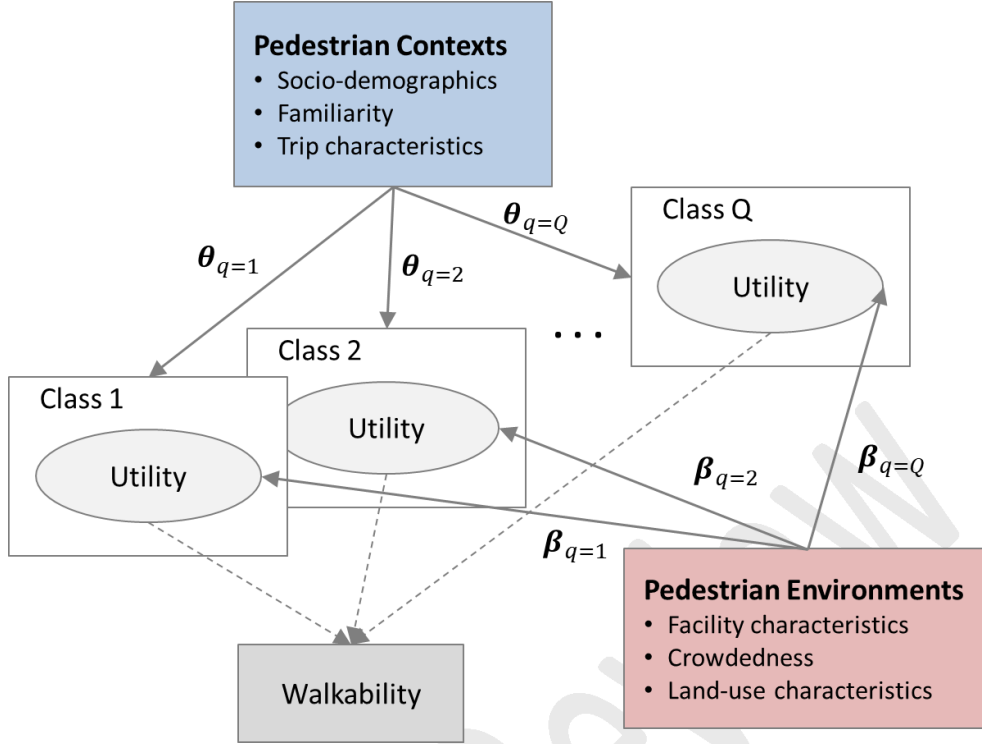 Pedestrian Contexts
• Socio-demographics
• Familiarity
• Trip characteristics
θq=1
θq=2
θq=Q
Class Q
Utility
...
Class 2
Utility
Class 1
Utility
βq=1
βq=2
βq=Q
Pedestrian Environments
• Facility characteristics
• Crowdedness
• Land-use characteristics
Walkability